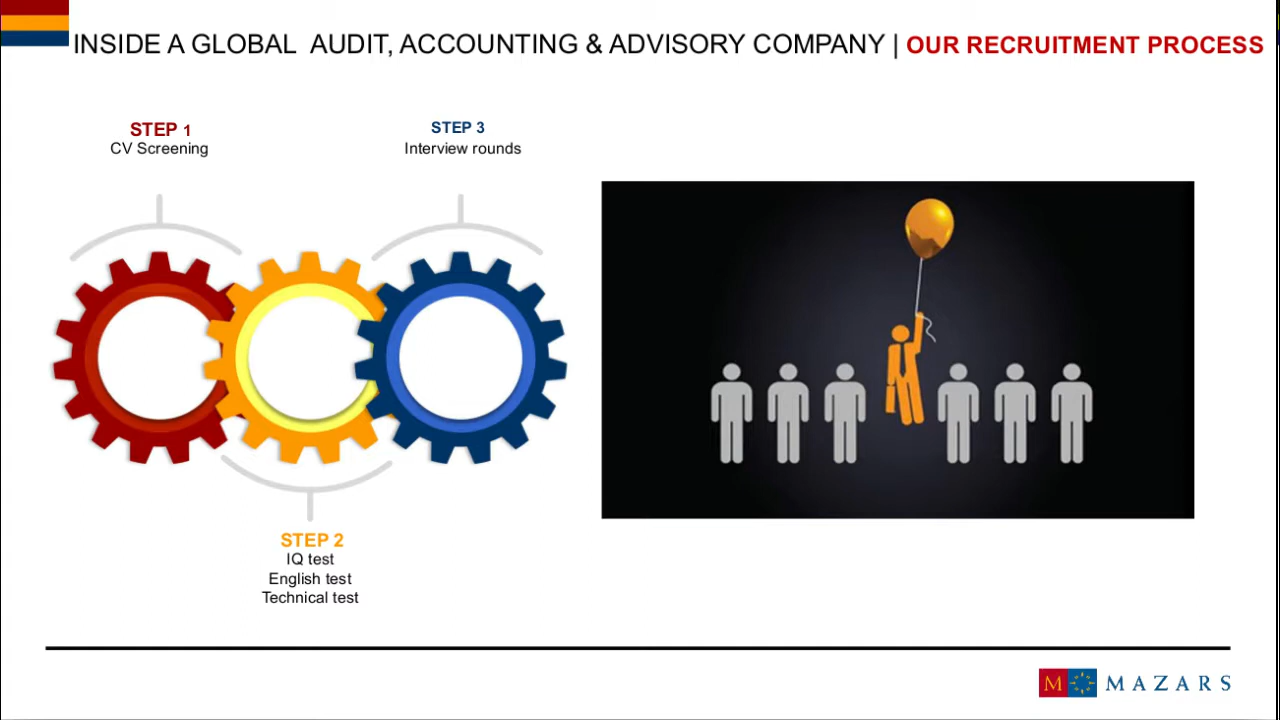 INSIDE A GLOBAL AUDIT, ACCOUNTING & ADVISORY COMPANY | OUR RECRUITMENT PROCESS
STEP 1
CV Screening
STEP 3
Interview rounds
STEP 2
IQ test
English test
Technical test
M MAZARS